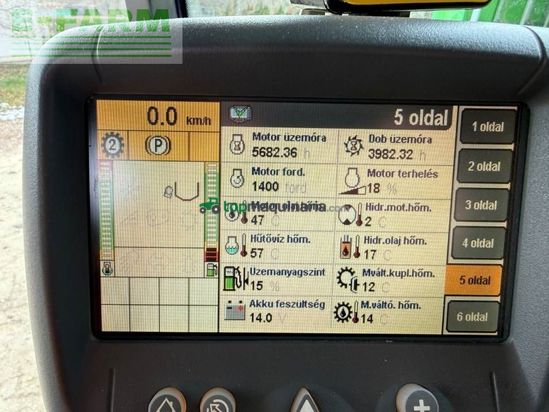 E-FARM
0.0 km/h
2
P
5 oldal
1 oldal
2 oldal
3 oldal
4 oldal
5 oldal
6 oldal
Motor üzemóra
5682.36 h
Dob üzemóra
3982.32 h
Motor ford.
1400 ford
Motor terhelés
18 %
topmaquinaria
47 C
Hidr.mot.hőm.
2 C
Hűtővíz hőm.
57 C
Hidr.olaj hőm.
17 C
Üzemanyagszint
15 %
Mvált.kupl.hőm.
12 C
Akku feszültség
14.0 V
M.váltó. hőm.
14 C